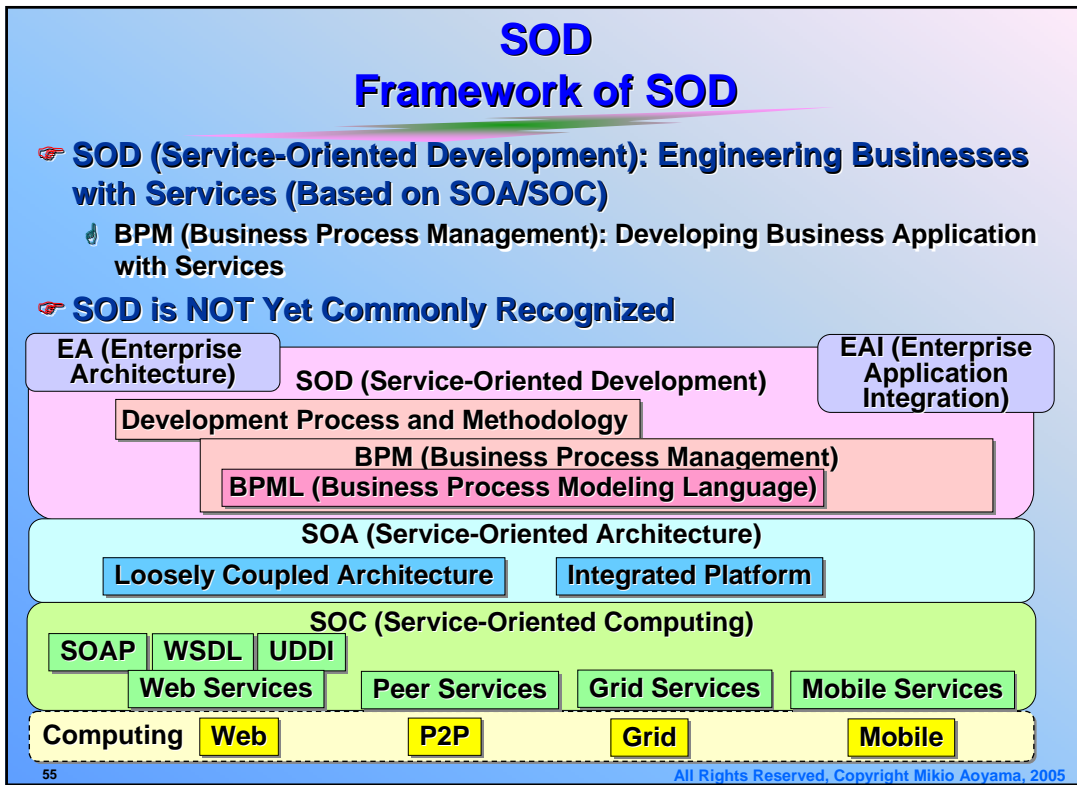 SOD
Framework of SOD
SOD (Service-Oriented Development): Engineering Businesses
with Services (Based on SOA/SOC)
BPM (Business Process Management): Developing Business Application
with Services
SOD is NOT Yet Commonly Recognized
EA (Enterprise
Architecture)
SOD (Service-Oriented Development)
EAI (Enterprise
Application
Integration)
Development Process and Methodology
BPM (Business Process Management)
BPML (Business Process Modeling Language)
SOA (Service-Oriented Architecture)
Loosely Coupled Architecture
Integrated Platform
SOC (Service-Oriented Computing)
SOAP WSDL UDDI
Web Services Peer Services Grid Services Mobile Services
Computing Web P2P Grid Mobile
55
All Rights Reserved, Copyright Mikio Aoyama, 2005